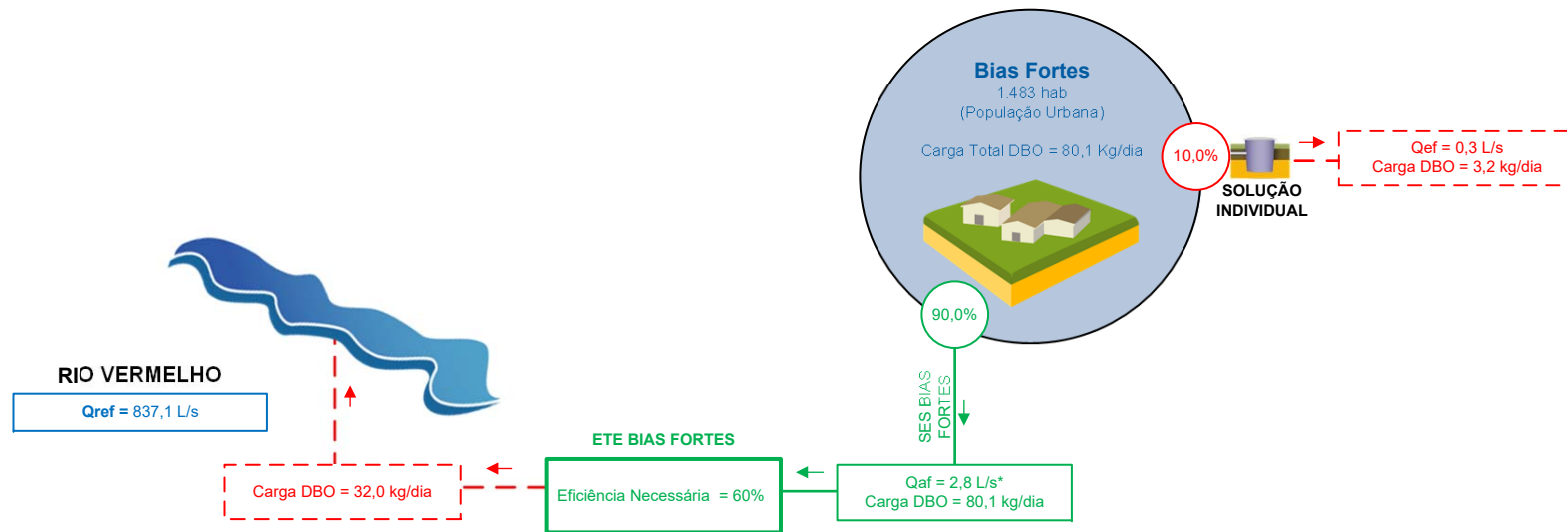 Bias Fortes
1.483 hab
(População Urbana)
Carga Total DBO = 80,1 Kg/dia
10,0%
SOLUÇÃO
INDIVIDUAL
Qef = 0,3 L/s
Carga DBO = 3,2 kg/dia
90,0%
SES BIAS
FORTES
RIO VERMELHO
Qref = 837,1 L/s
ETE BIAS FORTES
Carga DBO = 32,0 kg/dia
Eficiência Necessária = 60%
Qaf = 2,8 L/s*
Carga DBO = 80,1 kg/dia